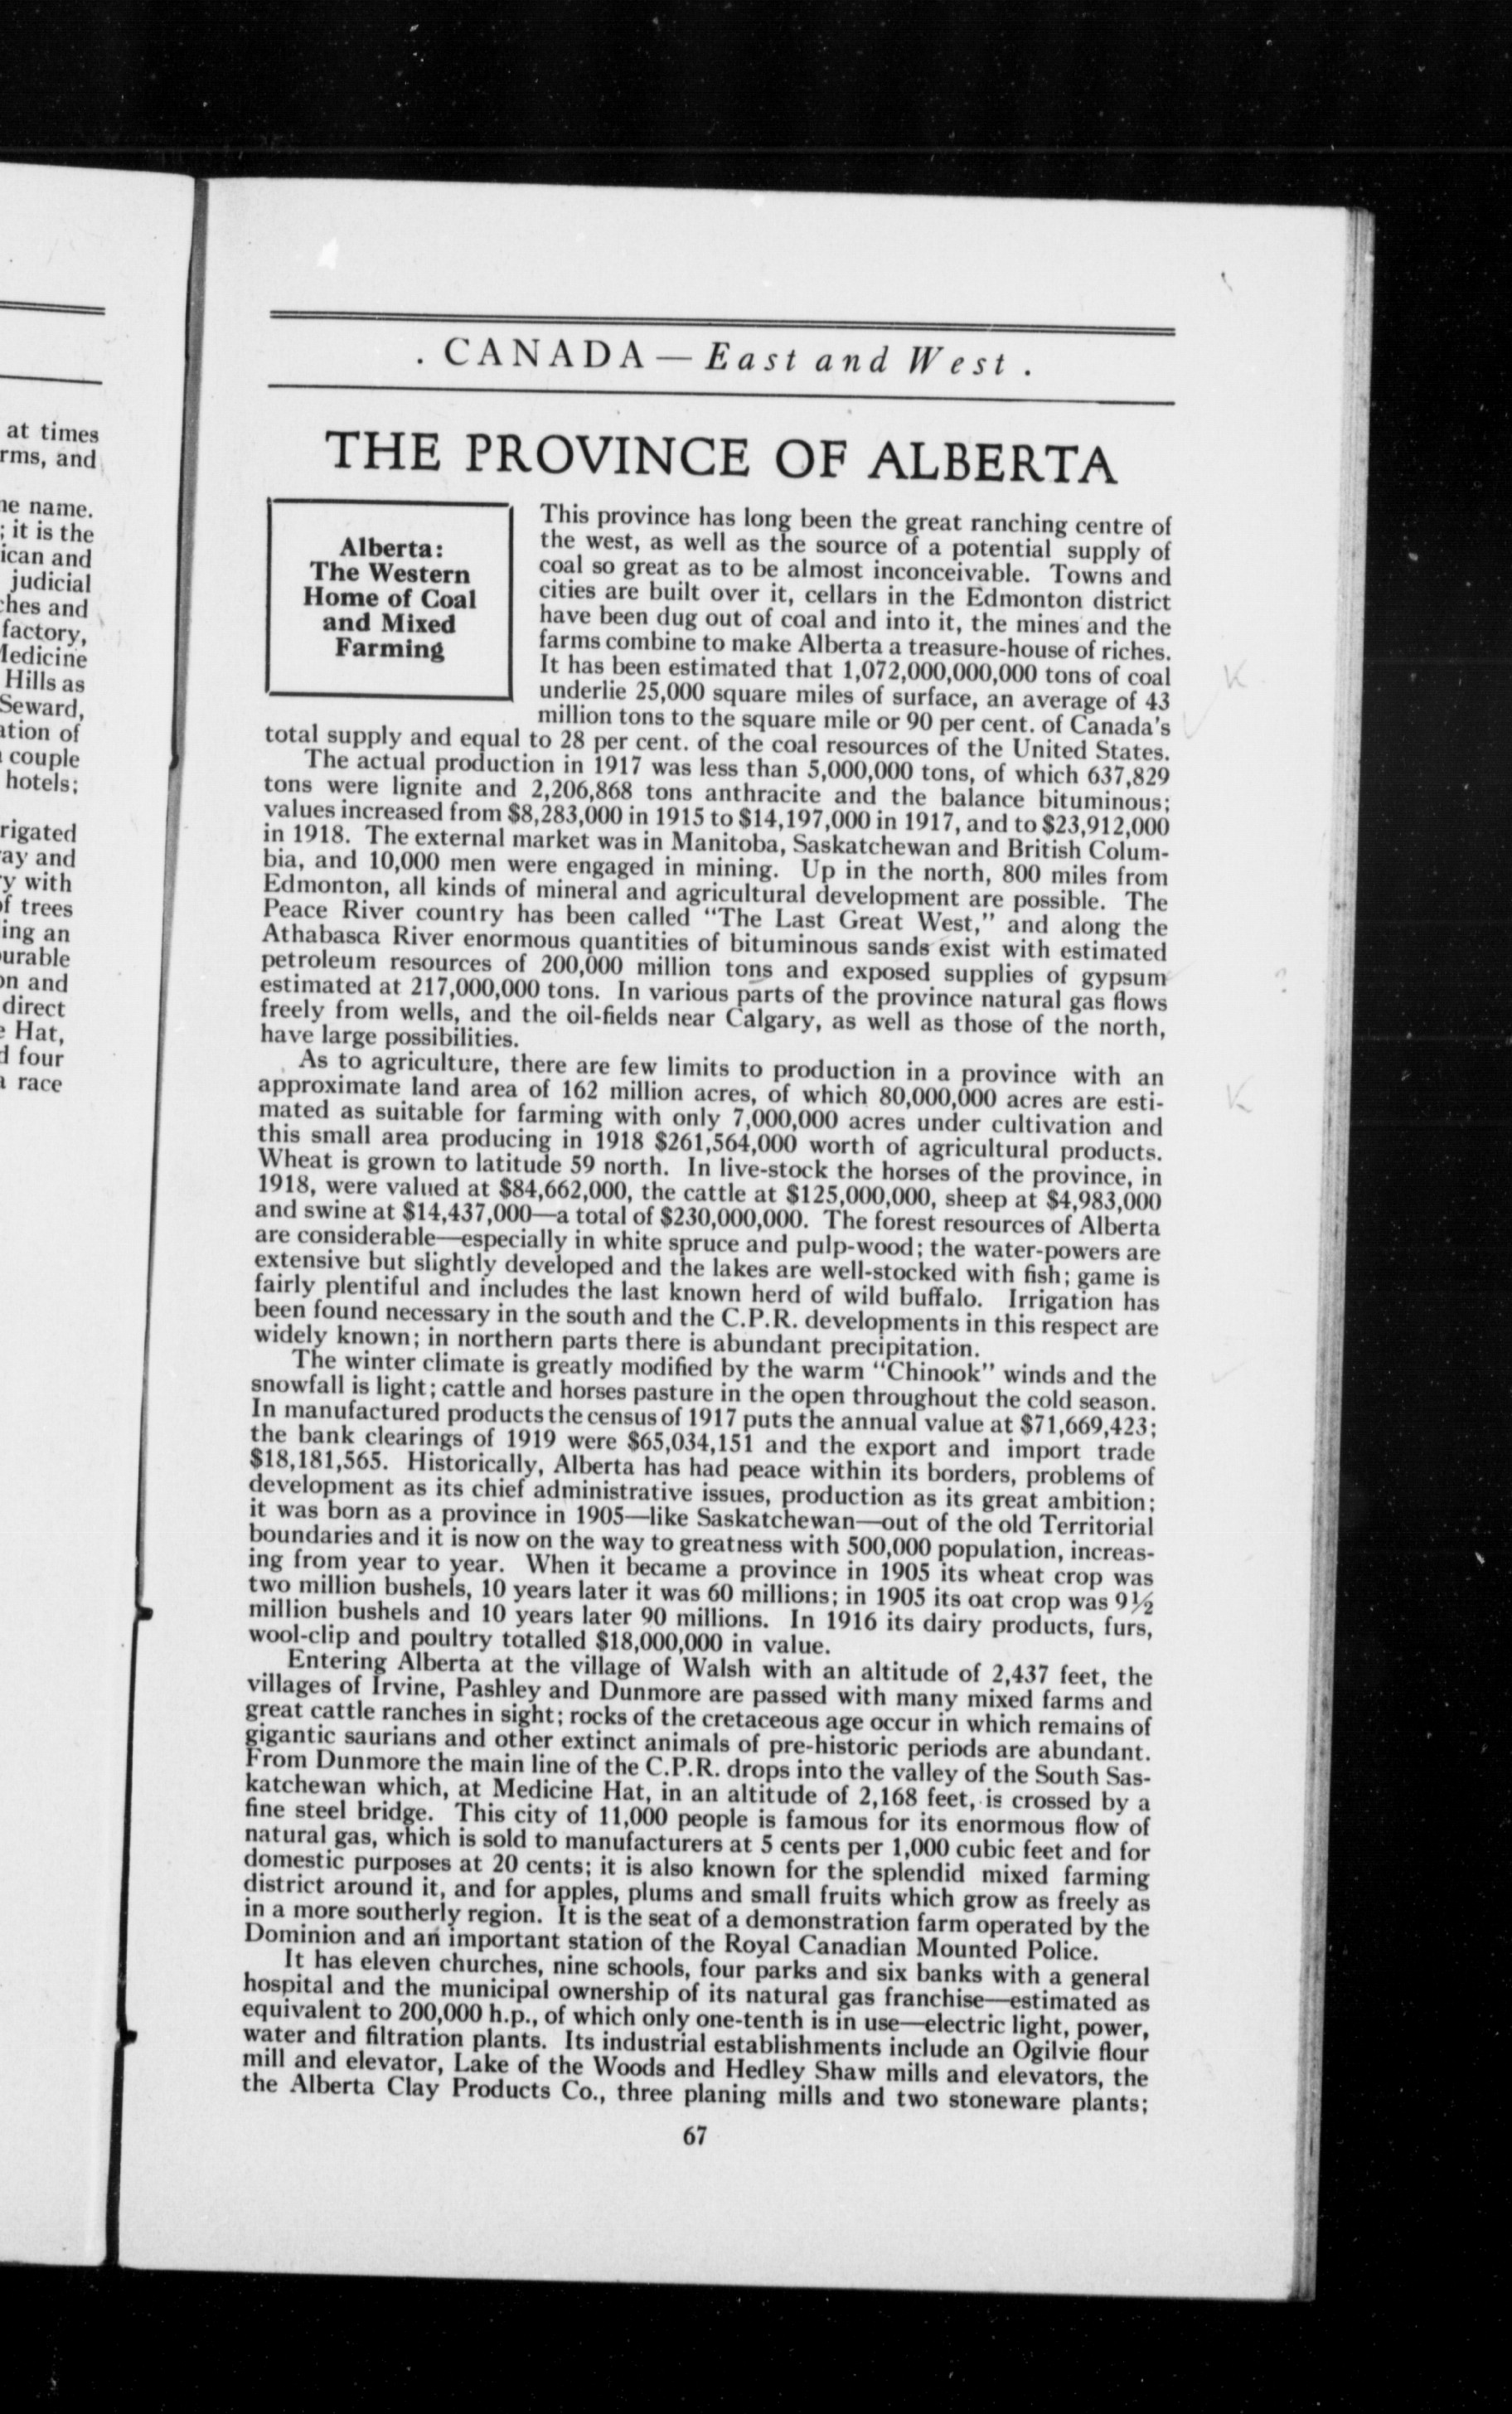 at times
rms, and
ne name.
; it is the
ican and
judicial
ches and
factory,
Medicine
Hills as
Seward,
ation of
couple
hotels;
rrigated
ay and
y with
of trees
ing an
urable
on and
direct
e Hat,
d four
a race
. CANADA — East and West .
THE PROVINCE OF ALBERTA
Alberta:
The Western
Home of Coal
and Mixed
Farming
This province has long been the great ranching centre of
the west, as well as the source of a potential supply of
coal so great as to be almost inconceivable. Towns and
cities are built over it, cellars in the Edmonton district
have been dug out of coal and into it, the mines and the
farms combine to make Alberta a treasure-house of riches.
It has been estimated that 1,072,000,000,000 tons of coal
underlie 25,000 square miles of surface, an average of 43
million tons to the square mile or 90 per cent. of Canada's
total supply and equal to 28 per cent. of the coal resources of the United States.
The actual production in 1917 was less than 5,000,000 tons, of which 637,829
tons were lignite and 2,206,868 tons anthracite and the balance bituminous;
values increased from $8,283,000 in 1915 to $14,197,000 in 1917, and to $23,912,000
in 1918. The external market was in Manitoba, Saskatchewan and British Colum-
bia, and 10,000 men were engaged in mining. Up in the north, 800 miles from
Edmonton, all kinds of mineral and agricultural development are possible. The
Peace River country has been called "The Last Great West," and along the
Athabasca River enormous quantities of bituminous sands exist with estimated
petroleum resources of 200,000 million tons and exposed supplies of gypsum
estimated at 217,000,000 tons. In various parts of the province natural gas flows
freely from wells, and the oil-fields near Calgary, as well as those of the north,
have large possibilities.
As to agriculture, there are few limits to production in a province with an
approximate land area of 162 million acres, of which 80,000,000 acres are esti-
mated as suitable for farming with only 7,000,000 acres under cultivation and
this small area producing in 1918 $261,564,000 worth of agricultural products.
Wheat is grown to latitude 59 north. In live-stock the horses of the province, in
1918, were valued at $84,662,000, the cattle at $125,000,000, sheep at $4,983,000
and swine at $14,437,000—a total of $230,000,000. The forest resources of Alberta
are considerable—especially in white spruce and pulp-wood; the water-powers are
extensive but slightly developed and the lakes are well-stocked with fish; game is
fairly plentiful and includes the last known herd of wild buffalo. Irrigation has
been found necessary in the south and the C.P.R. developments in this respect are
widely known; in northern parts there is abundant precipitation.
The winter climate is greatly modified by the warm "Chinook" winds and the
snowfall is light; cattle and horses pasture in the open throughout the cold season.
In manufactured products the census of 1917 puts the annual value at $71,669,423;
the bank clearings of 1919 were $65,034,151 and the export and import trade
$18,181,565. Historically, Alberta has had peace within its borders, problems of
development as its chief administrative issues, production as its great ambition;
it was born as a province in 1905—like Saskatchewan—out of the old Territorial
boundaries and it is now on the way to greatness with 500,000 population, increas-
ing from year to year. When it became a province in 1905 its wheat crop was
two million bushels, 10 years later it was 60 millions; in 1905 its oat crop was 9½
million bushels and 10 years later 90 millions. In 1916 its dairy products, furs,
wool-clip and poultry totalled $18,000,000 in value.
Entering Alberta at the village of Walsh with an altitude of 2,437 feet, the
villages of Irvine, Pashley and Dunmore are passed with many mixed farms and
great cattle ranches in sight; rocks of the cretaceous age occur in which remains of
gigantic saurians and other extinct animals of pre-historic periods are abundant.
From Dunmore the main line of the C.P.R. drops into the valley of the South Sas-
katchewan which, at Medicine Hat, in an altitude of 2,168 feet, is crossed by a
fine steel bridge. This city of 11,000 people is famous for its enormous flow of
natural gas, which is sold to manufacturers at 5 cents per 1,000 cubic feet and for
domestic purposes at 20 cents; it is also known for the splendid mixed farming
district around it, and for apples, plums and small fruits which grow as freely as
in a more southerly region. It is the seat of a demonstration farm operated by the
Dominion and an important station of the Royal Canadian Mounted Police.
It has eleven churches, nine schools, four parks and six banks with a general
hospital and the municipal ownership of its natural gas franchise—estimated as
equivalent to 200,000 h.p., of which only one-tenth is in use—electric light, power,
water and filtration plants. Its industrial establishments include an Ogilvie flour
mill and elevator, Lake of the Woods and Hedley Shaw mills and elevators, the
the Alberta Clay Products Co., three planing mills and two stoneware plants;
67